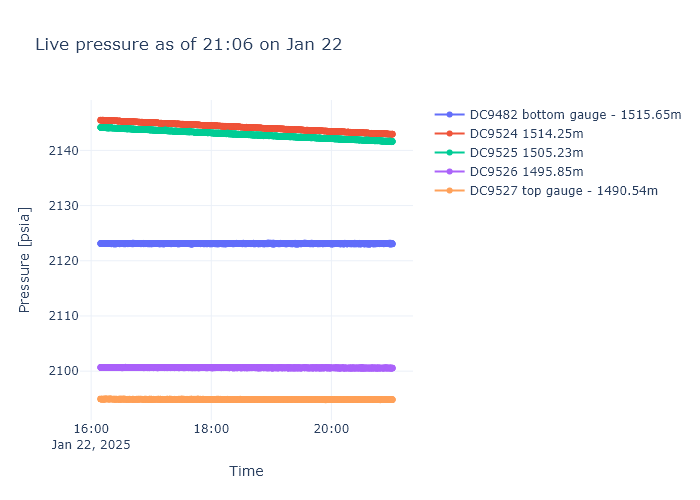 Live pressure as of 21:06 on Jan 22
DC9482 bottom gauge - 1515.65m
DC9524 1514.25m
DC9525 1505.23m
DC9526 1495.85m
DC9527 top gauge - 1490.54m
Pressure [psia]
2140
2130
2120
2110
2100
16:00
18:00
20:00
Jan 22, 2025
Time